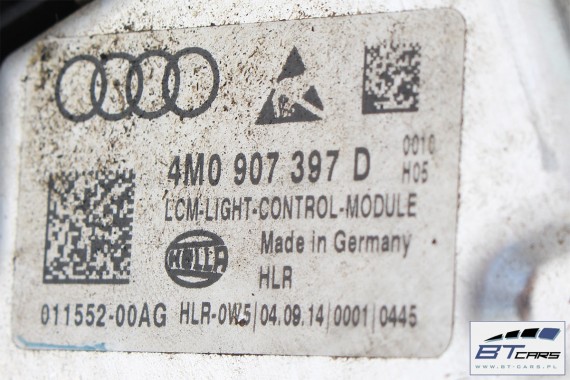 4M0 907 397 D
0010
H05
LCM-LIGHT-CONTROL-MODULE
HELLA
Made in Germany
HLR
011552-00AG HLR-0W5/04.09.14/0001/0445
BTCARS
WWW.BT-CARS.PL